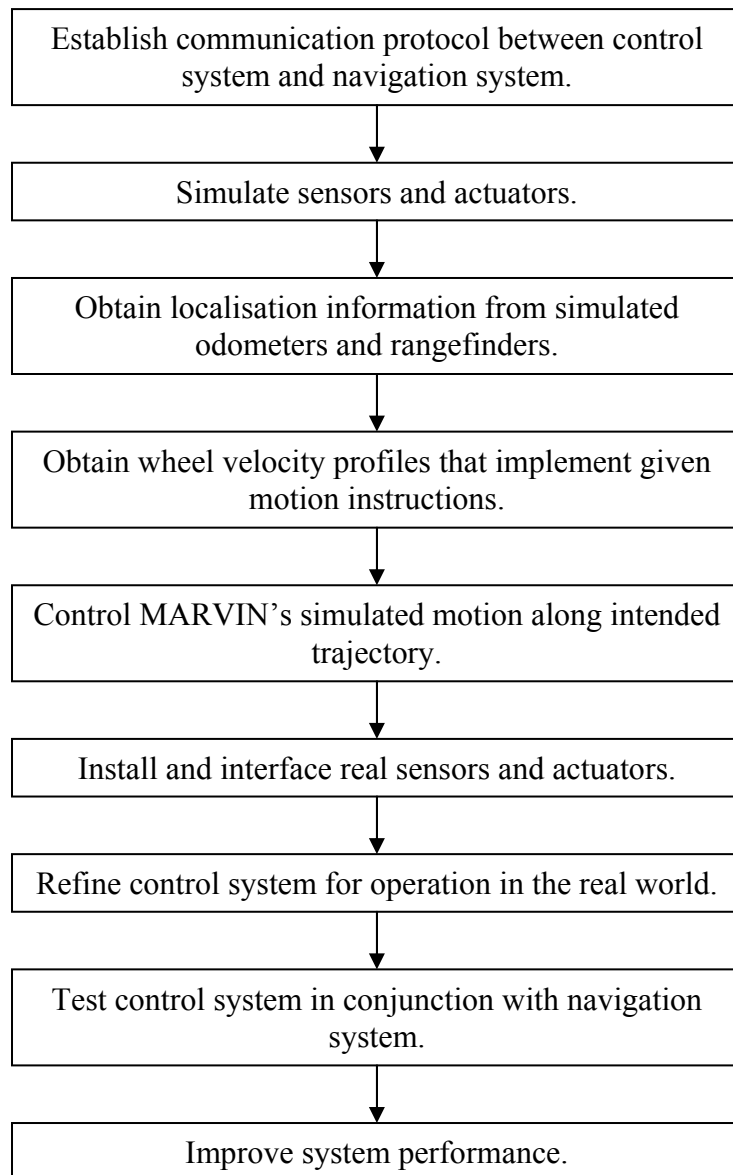 Establish communication protocol between control
system and navigation system.
Simulate sensors and actuators.
Obtain localisation information from simulated
odometers and rangefinders.
Obtain wheel velocity profiles that implement given
motion instructions.
Control MARVIN’s simulated motion along intended
trajectory.
Install and interface real sensors and actuators.
Refine control system for operation in the real world.
Test control system in conjunction with navigation
system.
Improve system performance.